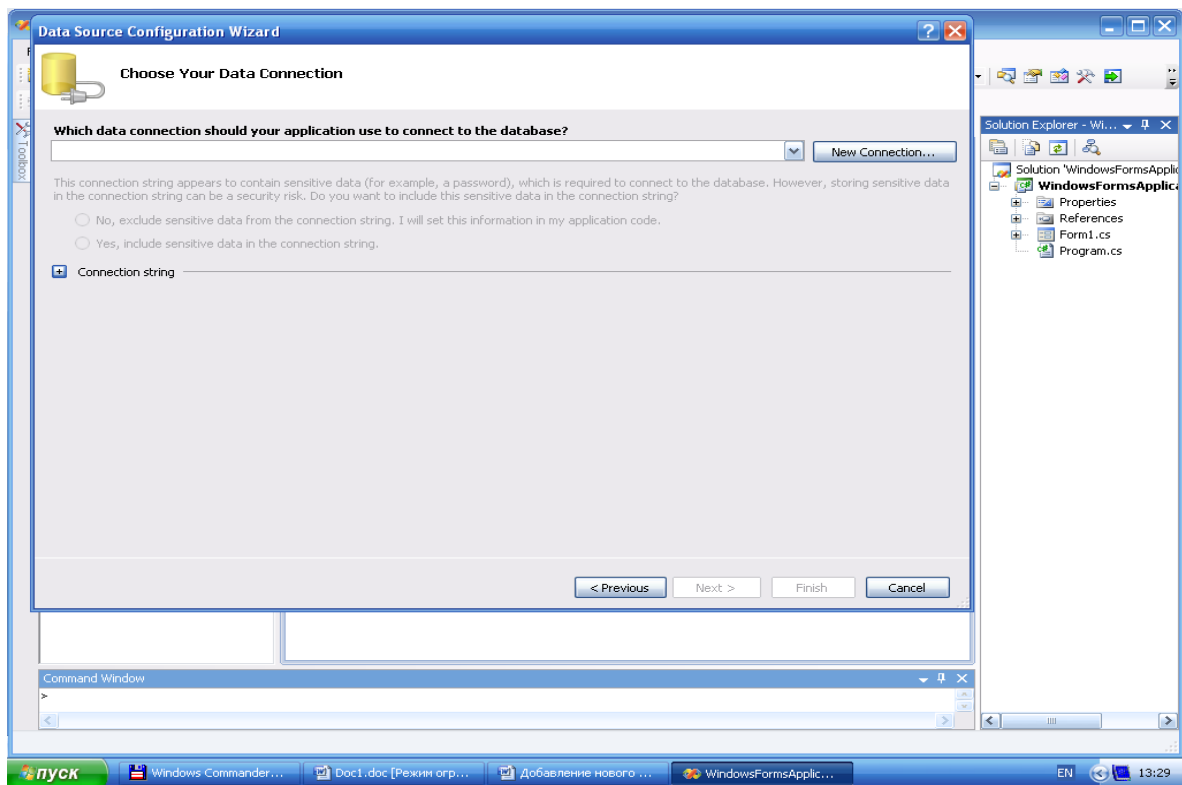 Data Source Configuration Wizard
Choose Your Data Connection
Which data connection should your application use to connect to the database?
New Connection...
This connection string appears to contain sensitive data (for example, a password), which is required to connect to the database. However, storing sensitive data
in the connection string can be a security risk. Do you want to include this sensitive data in the connection string?
No, exclude sensitive data from the connection string. I will set this information in my application code.
Yes, include sensitive data in the connection string.
Connection string
< Previous
Next >
Finish
Cancel
Toolbox
Solution Explorer - Wi...
Solution 'WindowsFormsApplic
WindowsFormsApplica
Properties
References
Form1.cs
Program.cs
Command Window
>
пуск
Windows Commander...
Doc1.doc [Режим огр...
Добавление нового ...
WindowsFormsApplic...
EN
13:29